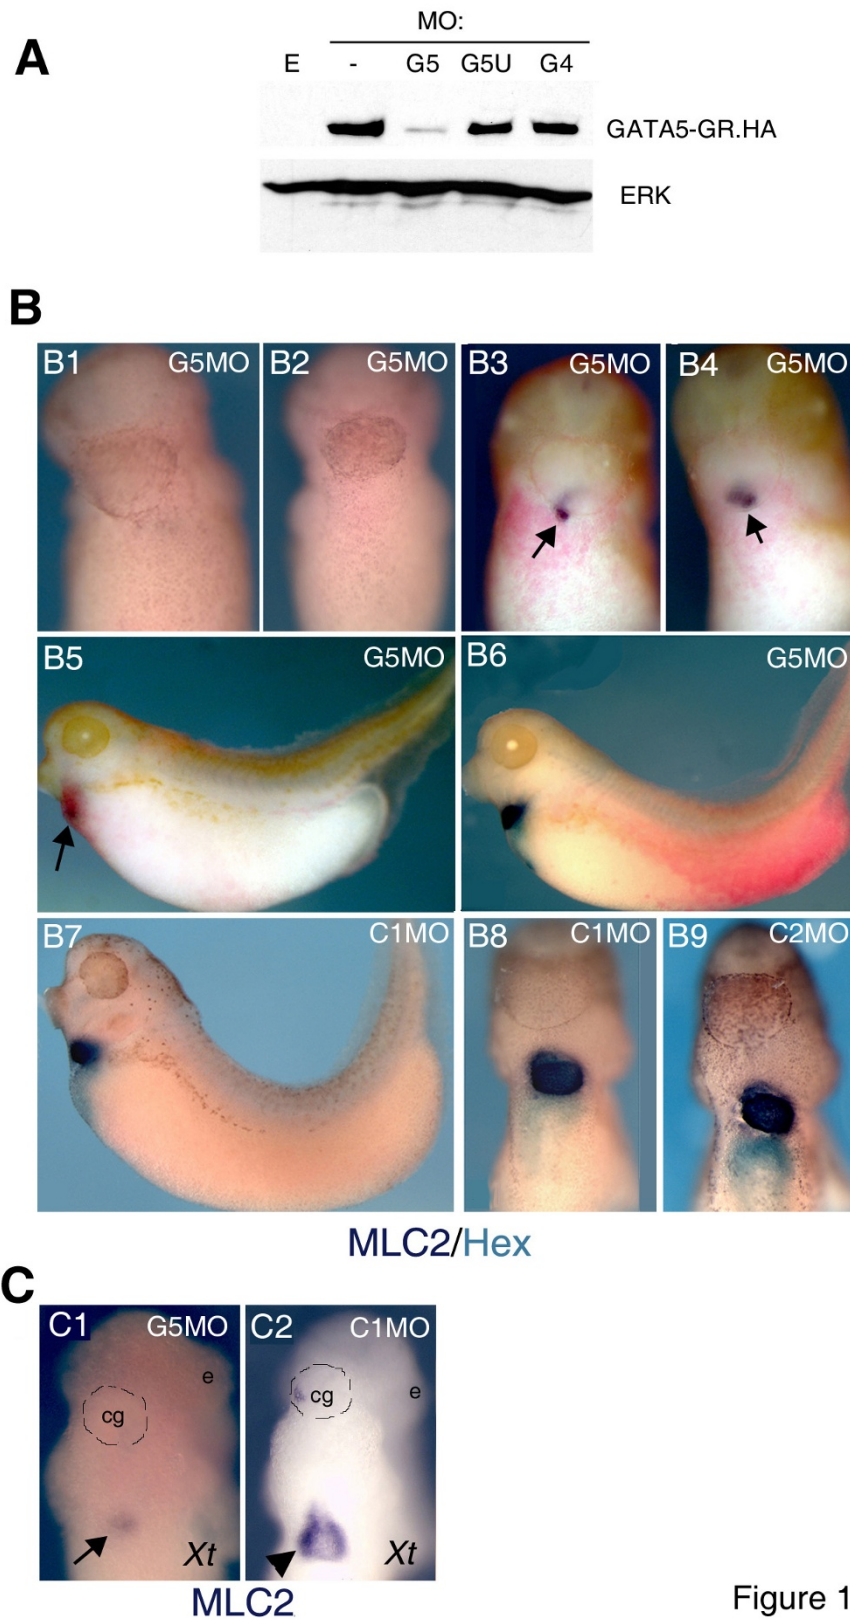 A
MO:
E - G5 G5U G4
GATA5-GR.HA
ERK
B
B1 G5MO B2 G5MO B3 G5MO B4 G5MO
B5 G5MO B6 G5MO
B7 C1MO B8 C1MO B9 C2MO
MLC2/Hex
C
C1 G5MO C2 C1MO
e e
cg cg
Xt Xt
MLC2
Figure 1